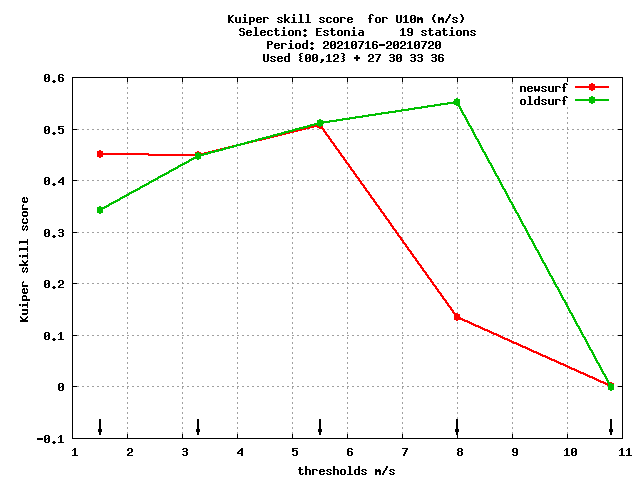 Kuiper skill score  for U10m (m/s)
Selection: Estonia     19 stations
Period: 20210716-20210720
Used {00,12} + 27 30 33 36
newsurf
oldsurf
0.6
0.5
0.4
0.3
0.2
0.1
0
-0.1
Kuiper skill score
1 2 3 4 5 6 7 8 9 10 11
thresholds m/s